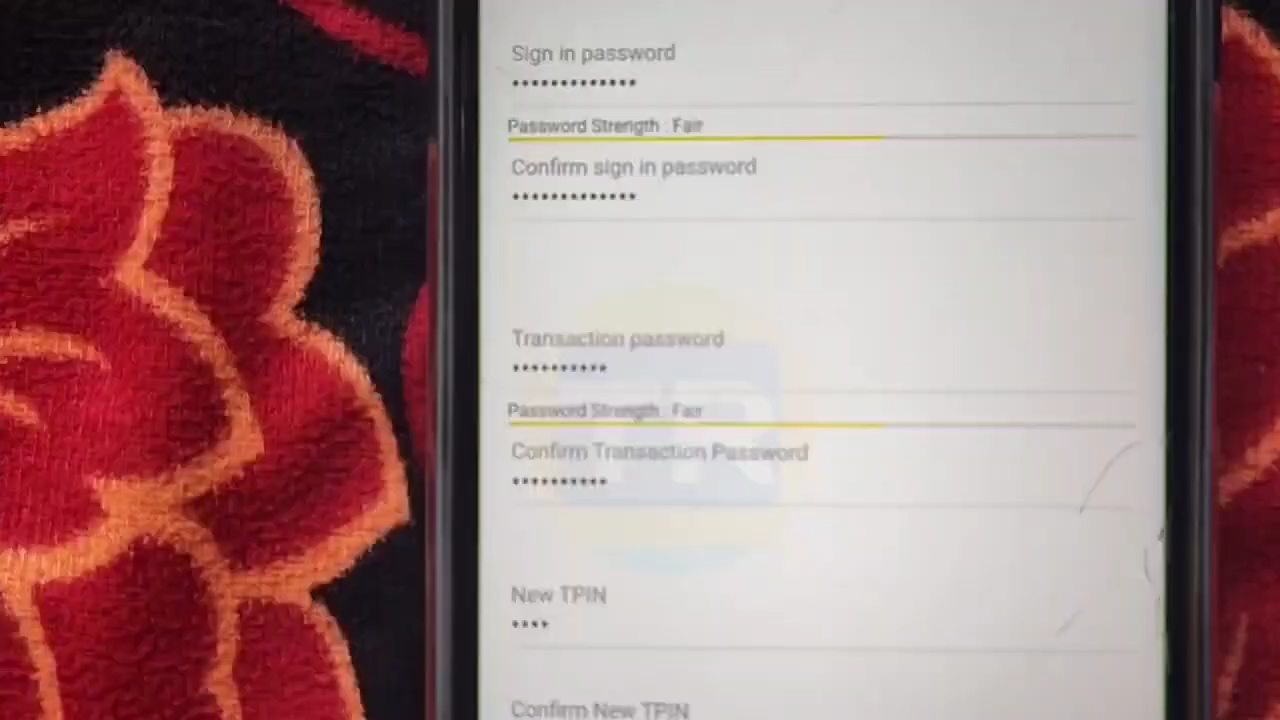 Sign in password
•••••••••••••
Password Strength : Fair
Confirm sign in password
•••••••••••••
Transaction password
••••••••••
Password Strength : Fair
Confirm Transaction Password
••••••••••
TR
New TPIN
••••
Confirm New TPIN